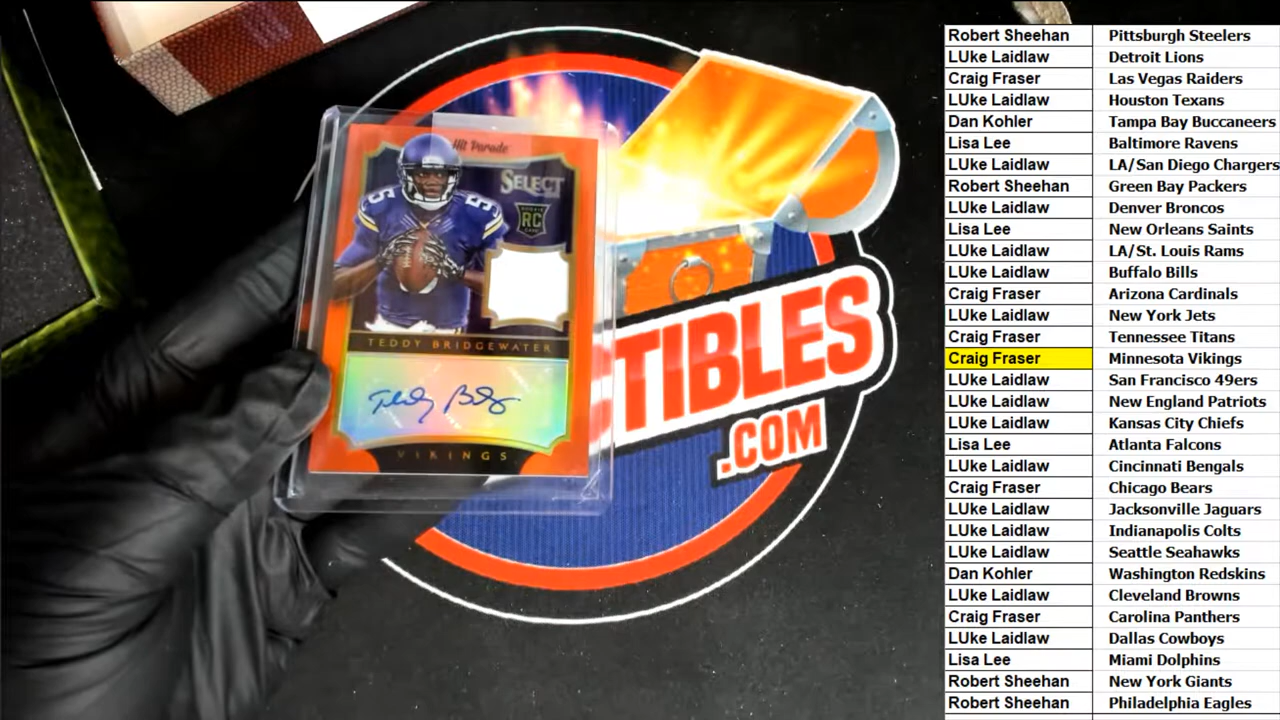 Hit Parade
SELECT
ROOKIE
RC
CARD
5 5
TEDDY BRIDGEWATER
Teddy Bridgewater
VIKINGS
TIBLES
.COM
Robert Sheehan Pittsburgh Steelers
LUke Laidlaw Detroit Lions
Craig Fraser Las Vegas Raiders
LUke Laidlaw Houston Texans
Dan Kohler Tampa Bay Buccaneers
Lisa Lee Baltimore Ravens
LUke Laidlaw LA/San Diego Chargers
Robert Sheehan Green Bay Packers
LUke Laidlaw Denver Broncos
Lisa Lee New Orleans Saints
LUke Laidlaw LA/St. Louis Rams
LUke Laidlaw Buffalo Bills
Craig Fraser Arizona Cardinals
LUke Laidlaw New York Jets
Craig Fraser Tennessee Titans
Craig Fraser Minnesota Vikings
LUke Laidlaw San Francisco 49ers
LUke Laidlaw New England Patriots
LUke Laidlaw Kansas City Chiefs
Lisa Lee Atlanta Falcons
LUke Laidlaw Cincinnati Bengals
Craig Fraser Chicago Bears
LUke Laidlaw Jacksonville Jaguars
LUke Laidlaw Indianapolis Colts
LUke Laidlaw Seattle Seahawks
Dan Kohler Washington Redskins
LUke Laidlaw Cleveland Browns
Craig Fraser Carolina Panthers
LUke Laidlaw Dallas Cowboys
Lisa Lee Miami Dolphins
Robert Sheehan New York Giants
Robert Sheehan Philadelphia Eagles